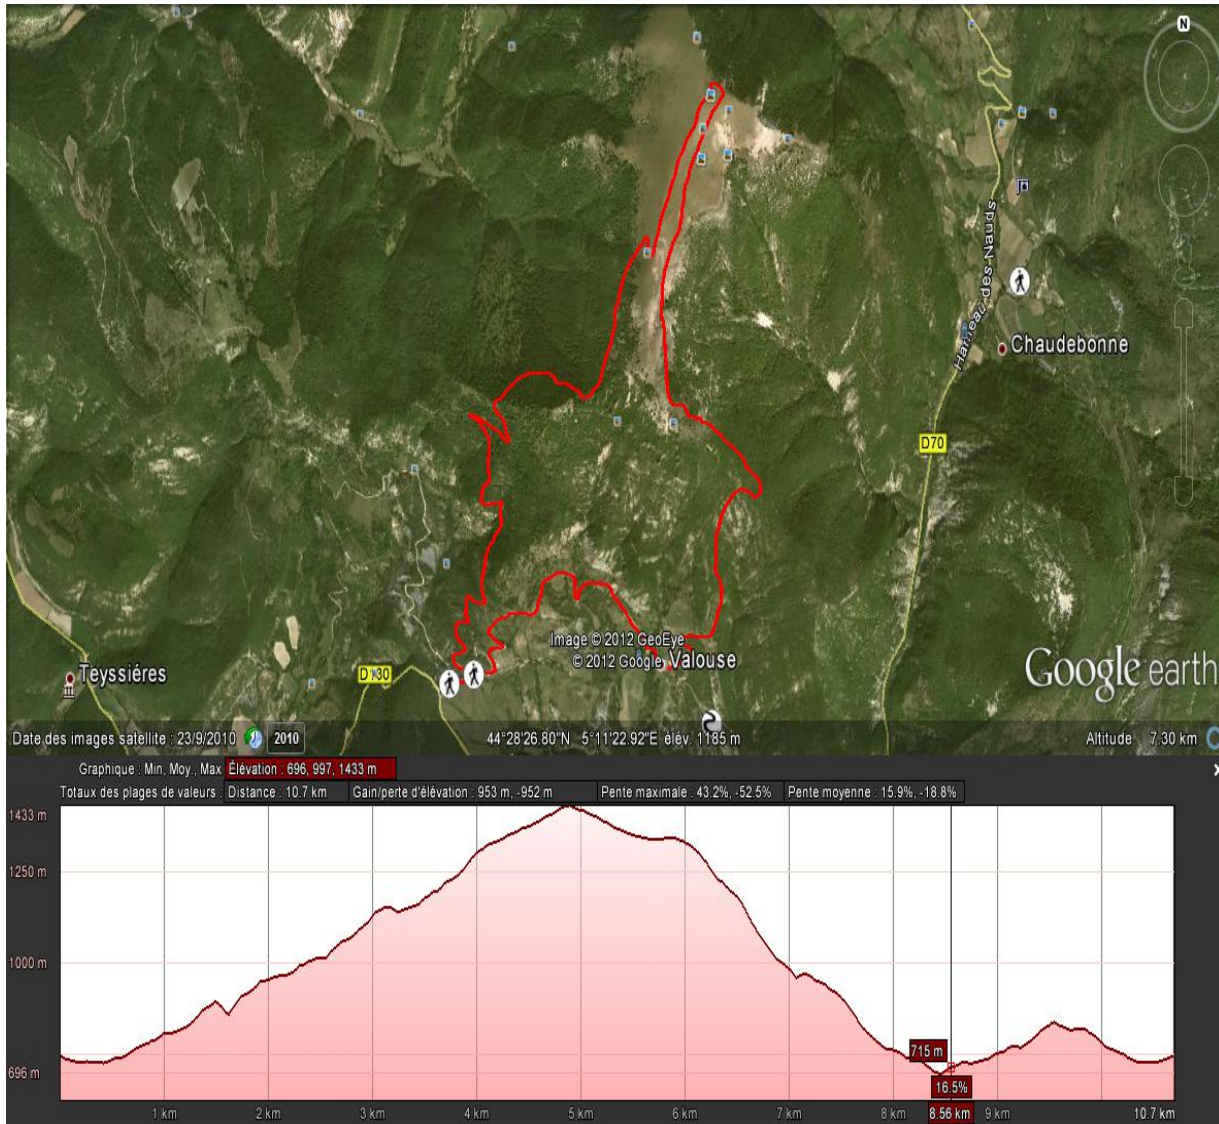 N
Hameau des Nauds
Chaudebonne
D70
Image © 2012 GeoEye
© 2012 Google
Valouse
Teyssiéres
D130
Google earth
Date des images satellite : 23/9/2010
2010
44°28'26.80"N 5°11'22.92"E élév. 1185 m
Altitude 7.30 km
Graphique : Min, Moy., Max Élévation : 696, 997, 1433 m
Totaux des plages de valeurs : Distance : 10.7 km Gain/perte d'élévation : 953 m, -952 m Pente maximale : 43.2%, -52.5% Pente moyenne : 15.9%, -18.8%
1433 m
1250 m
1000 m
715 m
696 m
16.5%
1 km 2 km 3 km 4 km 5 km 6 km 7 km 8 km 8.56 km 9 km 10.7 km